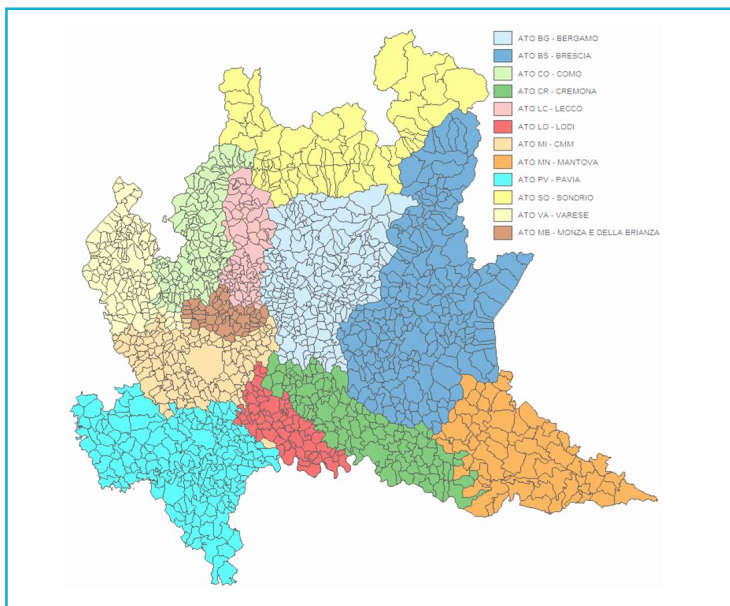 ATO BG - BERGAMO
ATO BS - BRESCIA
ATO CO - COMO
ATO CR - CREMONA
ATO LC - LECCO
ATO LO - LODI
ATO MI - CMM
ATO MN - MANTOVA
ATO PV - PAVIA
ATO SO - SONDRIO
ATO VA - VARESE
ATO MB - MONZA E DELLA BRIANZA